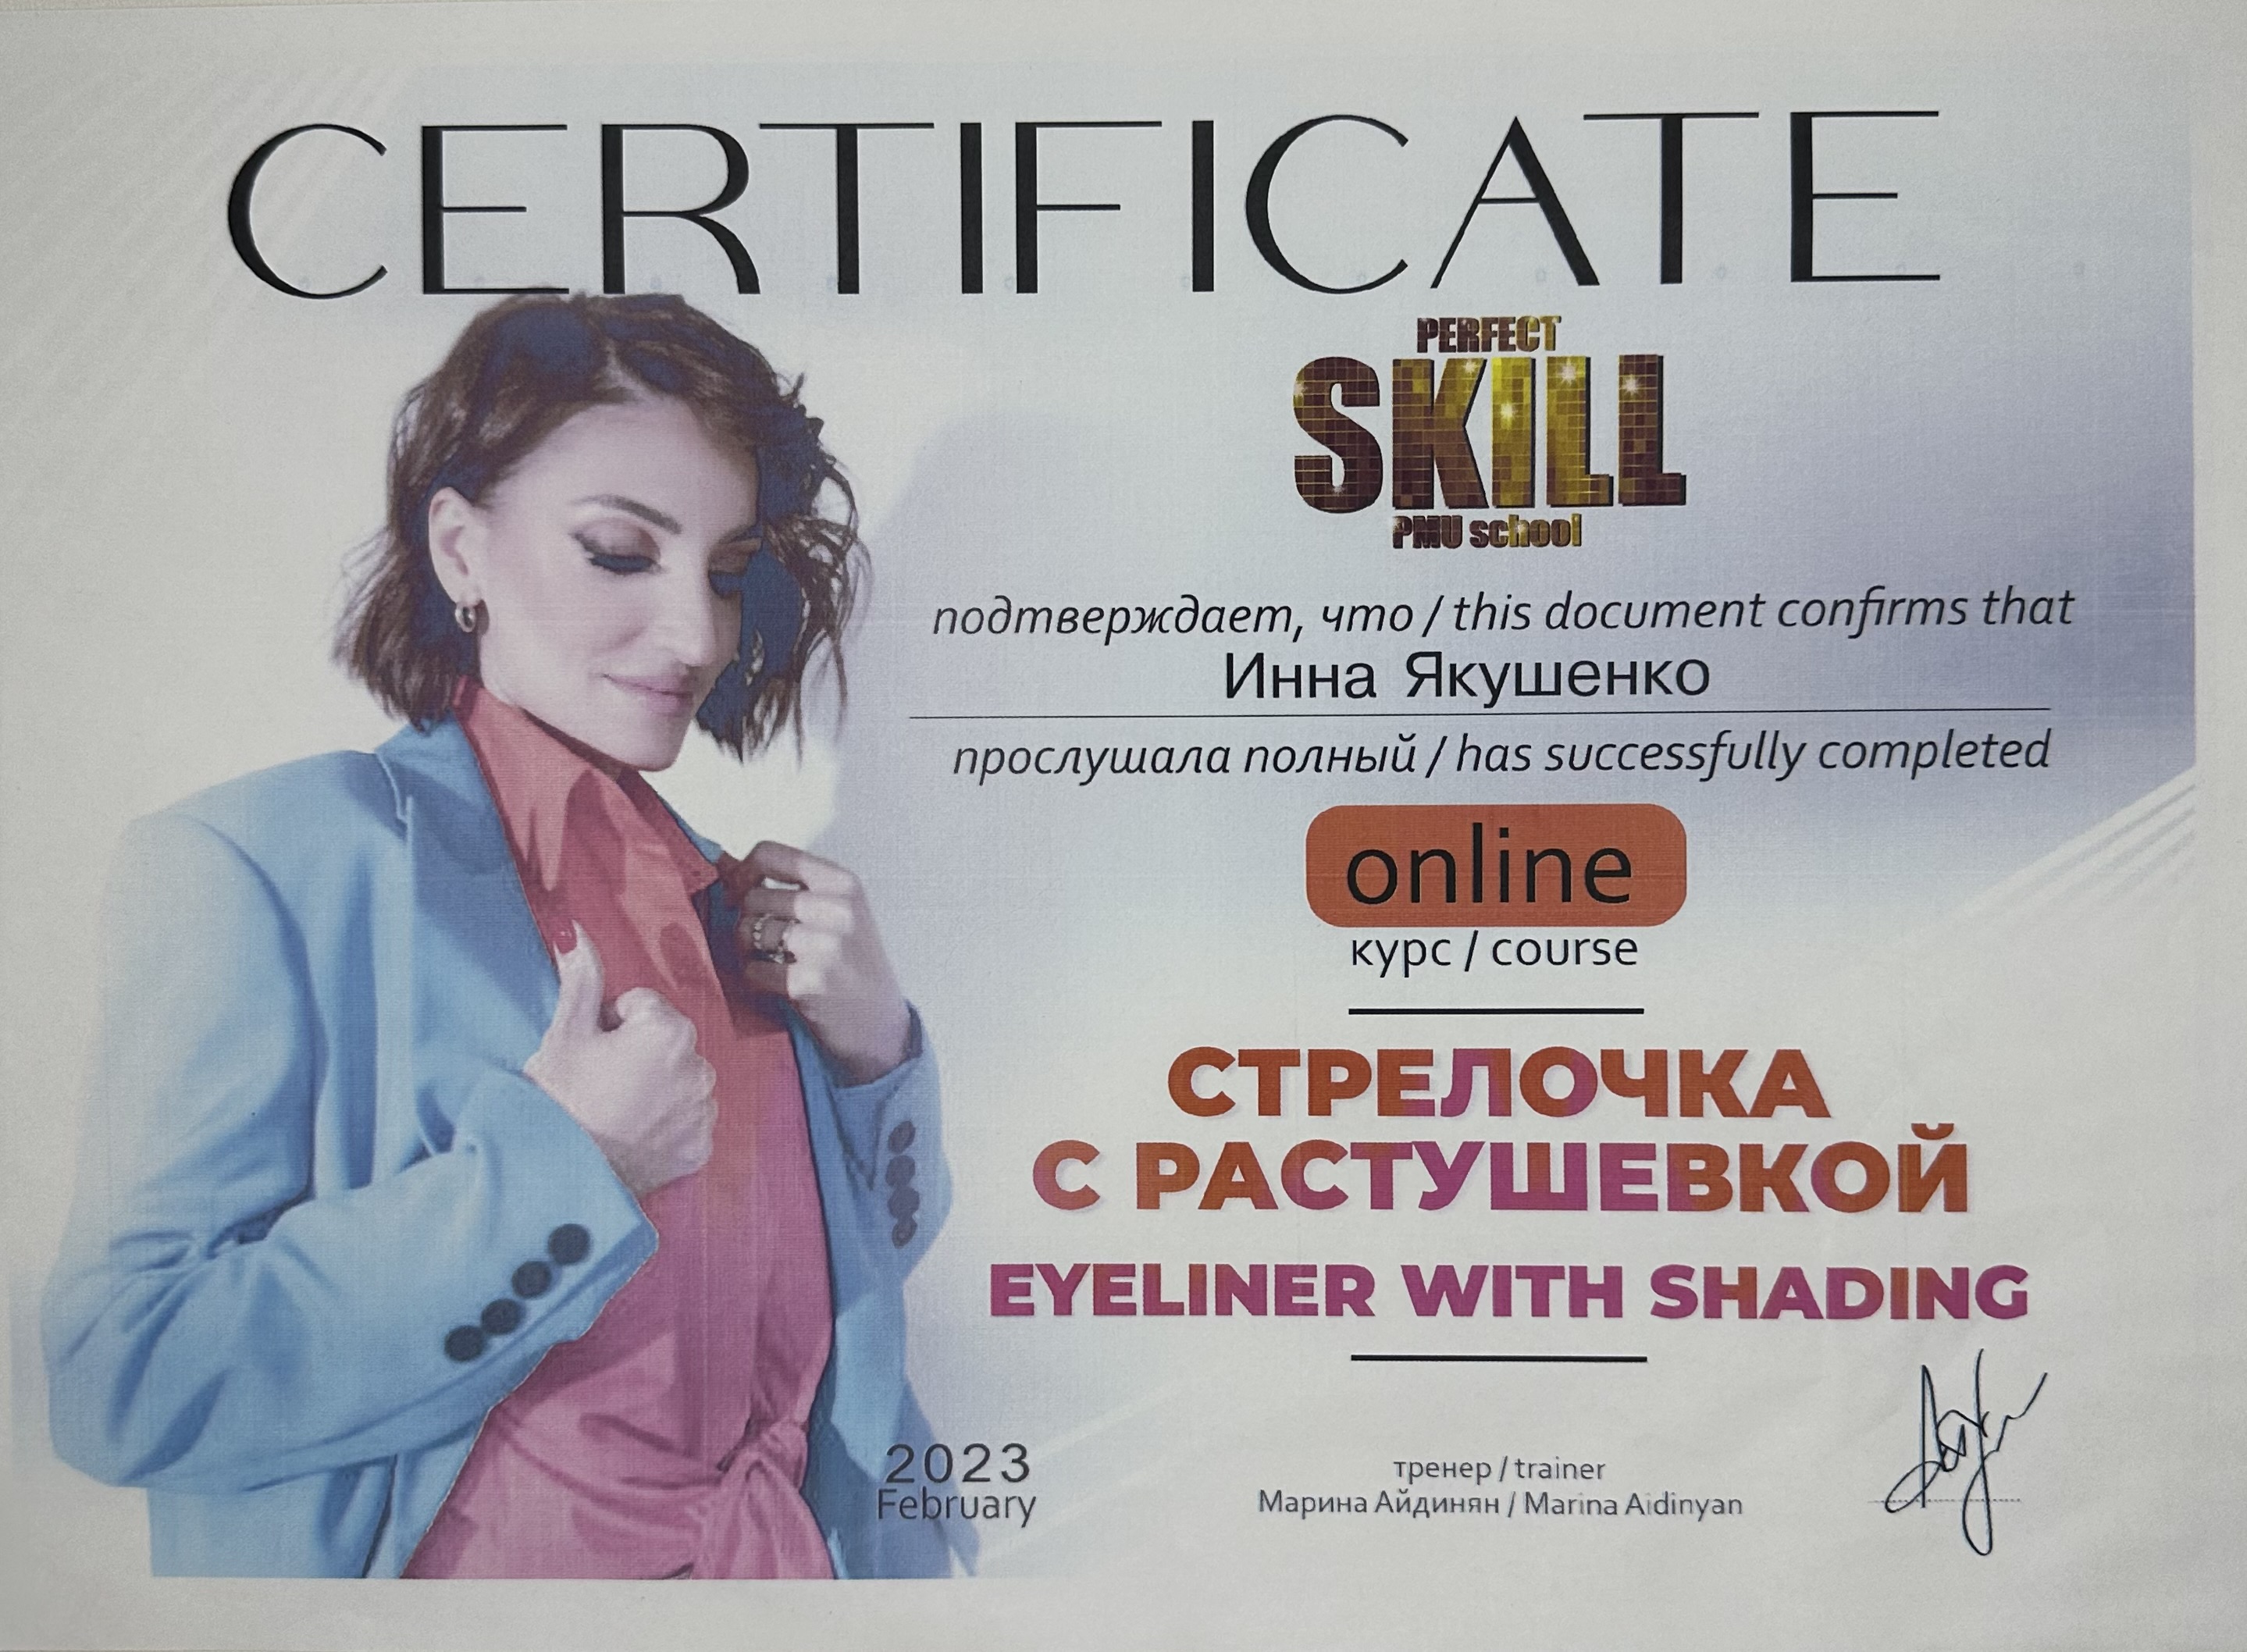 CERTIFICATE
PERFECT
SKILL
PMU school
подтверждает, что / this document confirms that
Инна Якушенко
прослушала полный / has successfully completed
online
курс / course
СТРЕЛОЧКА
С РАСТУШЕВКОЙ
EYELINER WITH SHADING
2023
February
тренер / trainer
Марина Айдинян / Marina Aidinyan